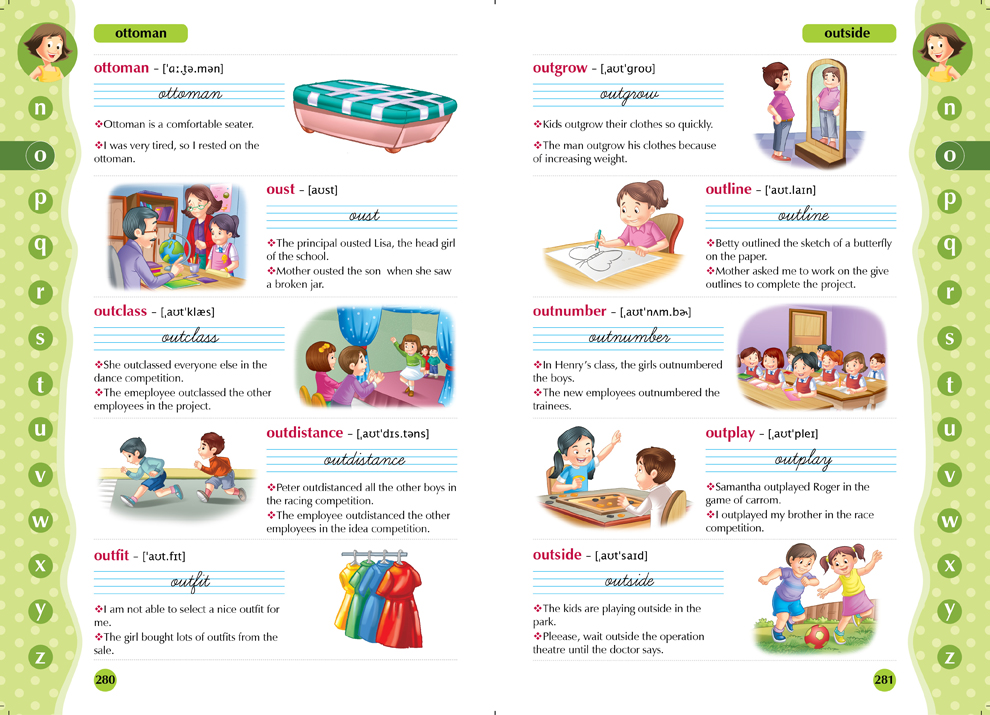 ottoman
ottoman – ['ɑː.t̬ə.mən]
ottoman
❖Ottoman is a comfortable seater.
❖I was very tired, so I rested on the
ottoman.
oust – [aʊst]
oust
❖The principal ousted Lisa, the head girl
of the school.
❖Mother ousted the son when she saw
a broken jar.
outclass – [ˌaʊt'klæs]
outclass
❖She outclassed everyone else in the
dance competition.
❖The emeployee outclassed the other
employees in the project.
outdistance – [ˌaʊt'dɪs.təns]
outdistance
❖Peter outdistanced all the other boys in
the racing competition.
❖The employee outdistanced the other
employees in the idea competition.
outfit – ['aʊt.fɪt]
outfit
❖I am not able to select a nice outfit for
me.
❖The girl bought lots of outfits from the
sale.
280
n
o
p
q
r
s
t
u
v
w
x
y
z
outside
outgrow – [ˌaʊt'groʊ]
outgrow
❖Kids outgrow their clothes so quickly.
❖The man outgrow his clothes because
of increasing weight.
outline – ['aʊt.laɪn]
outline
❖Betty outlined the sketch of a butterfly
on the paper.
❖Mother asked me to work on the give
outlines to complete the project.
outnumber – [ˌaʊt'nʌm.bɚ]
outnumber
❖In Henry's class, the girls outnumbered
the boys.
❖The new employees outnumbered the
trainees.
outplay – [ˌaʊt'pleɪ]
outplay
❖Samantha outplayed Roger in the
game of carrom.
❖I outplayed my brother in the race
competition.
outside – [ˌaʊt'saɪd]
outside
❖The kids are playing outside in the
park.
❖Pleease, wait outside the operation
theatre until the doctor says.
281
n
o
p
q
r
s
t
u
v
w
x
y
z